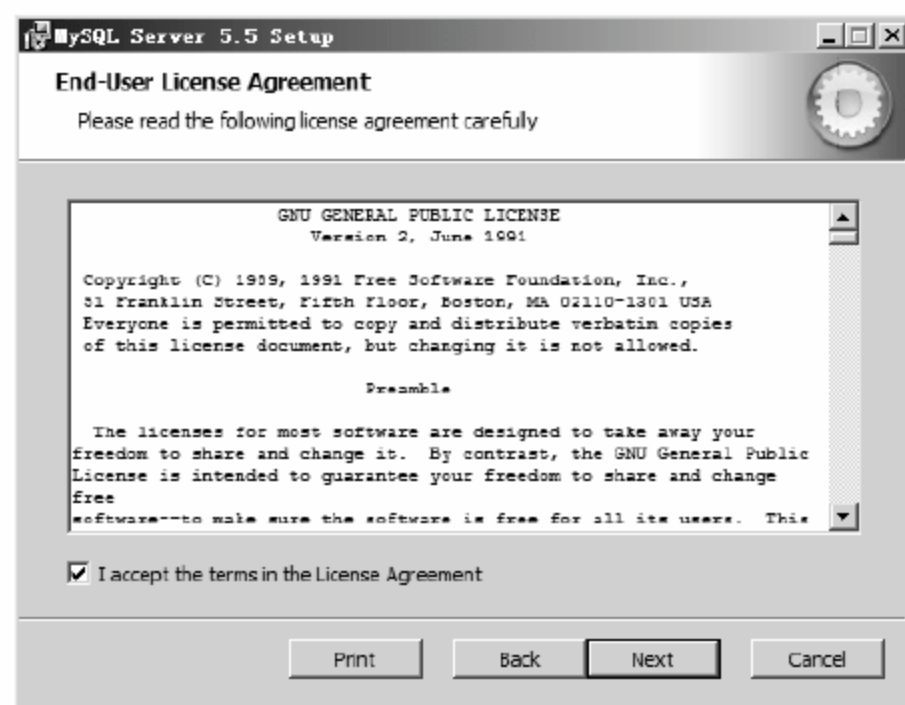 MySQL Server 5.5 Setup
End-User License Agreement
Please read the following license agreement carefully
GNU GENERAL PUBLIC LICENSE
Version 2, June 1991
Copyright (C) 1989, 1991 Free Software Foundation, Inc.,
51 Franklin Street, Fifth Floor, Boston, MA 02110-1301 USA
Everyone is permitted to copy and distribute verbatim copies
of this license document, but changing it is not allowed.
Preamble
The licenses for most software are designed to take away your
freedom to share and change it. By contrast, the GNU General Public
License is intended to guarantee your freedom to share and change
free
software--to make sure the software is free for all its users. This
I accept the terms in the License Agreement
Print Back Next Cancel